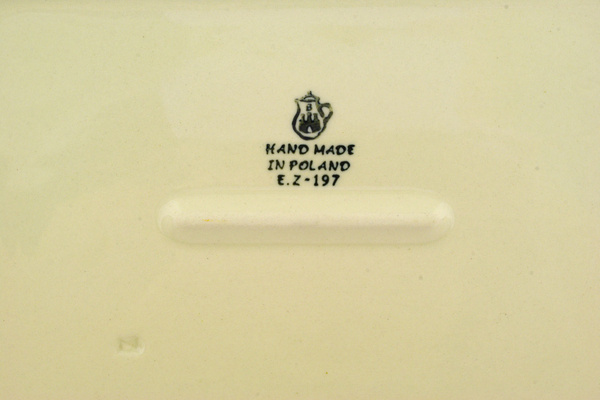 B
HAND MADE
IN POLAND
E.Z-197
N